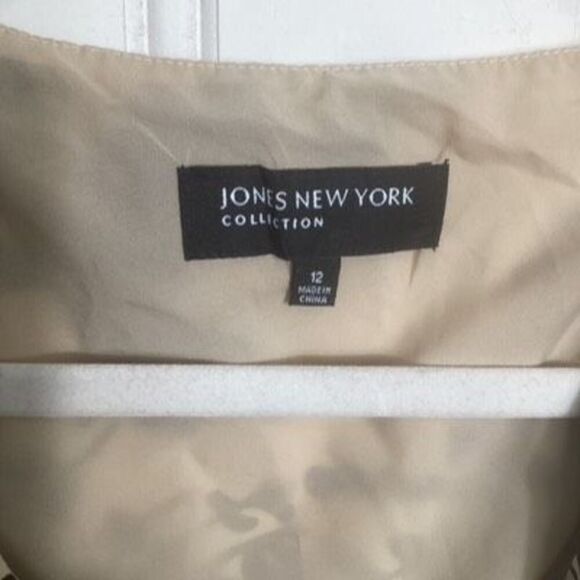 JONES NEW YORK
COLLECTION
12
MADE IN
CHINA